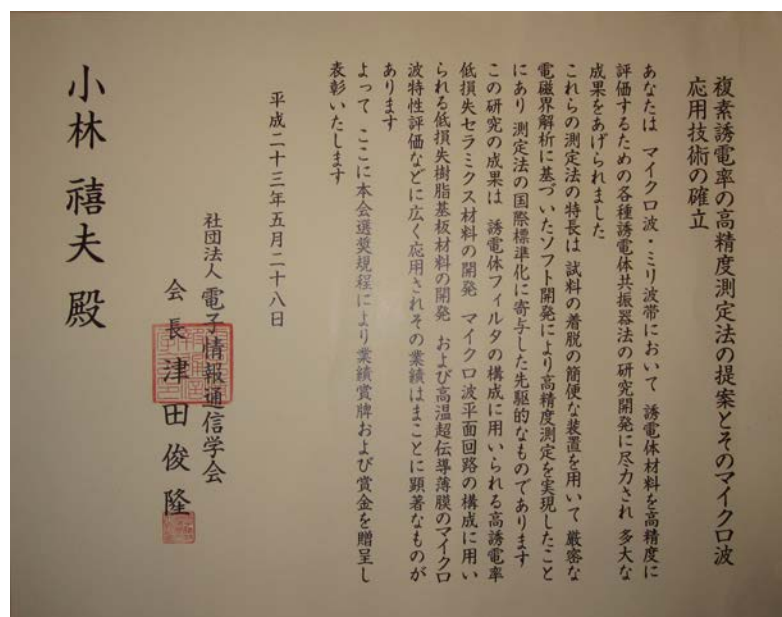 複素誘電率の高精度測定法の提案とそのマイクロ波
応用技術の確立
あなたは マイクロ波・ミリ波帯において 誘電体材料を高精度に
評価するための各種誘電体共振器法の研究開発に尽力され 多大な
成果をあげられました
これらの測定法の特長は 試料の着脱の簡便な装置を用いて 厳密な
電磁界解析に基づいたソフト開発により高精度測定を実現したこと
にあり 測定法の国際標準化に寄与した先駆的なものであります
この研究の成果は 誘電体フィルタの構成に用いられる高誘電率
低損失セラミクス材料の開発 マイクロ波平面回路の構成に用い
られる低損失樹脂基板材料の開発 および高温超伝導薄膜のマイクロ
波特性評価などに広く応用されその業績はまことに顕著なものが
あります
よって ここに本会選奨規程により業績賞牌および賞金を贈呈し
表彰いたします
平成二十三年五月二十八日
社団法人 電子情報通信学会
会長 津田俊隆
小林 禧夫 殿